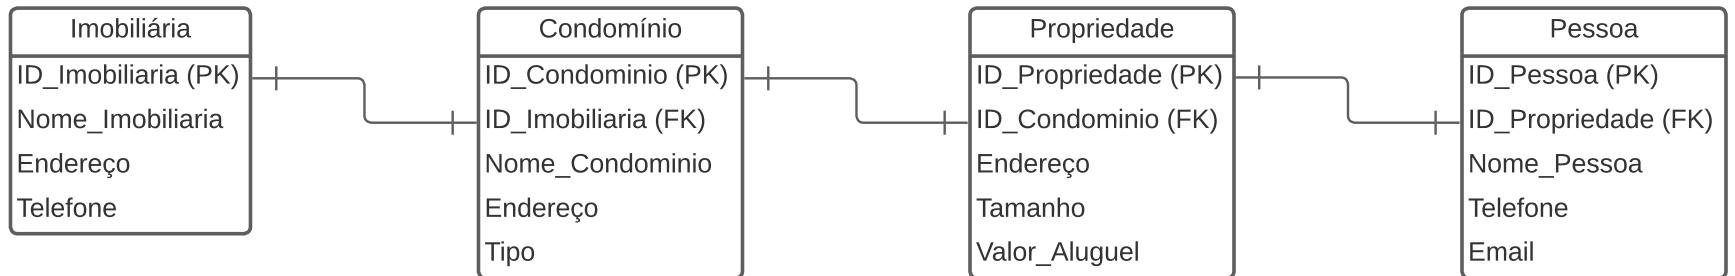 Imobiliária
ID_Imobiliaria (PK)
Nome_Imobiliaria
Endereço
Telefone
Condomínio
ID_Condominio (PK)
ID_Imobiliaria (FK)
Nome_Condominio
Endereço
Tipo
Propriedade
ID_Propriedade (PK)
ID_Condominio (FK)
Endereço
Tamanho
Valor_Aluguel
Pessoa
ID_Pessoa (PK)
ID_Propriedade (FK)
Nome_Pessoa
Telefone
Email